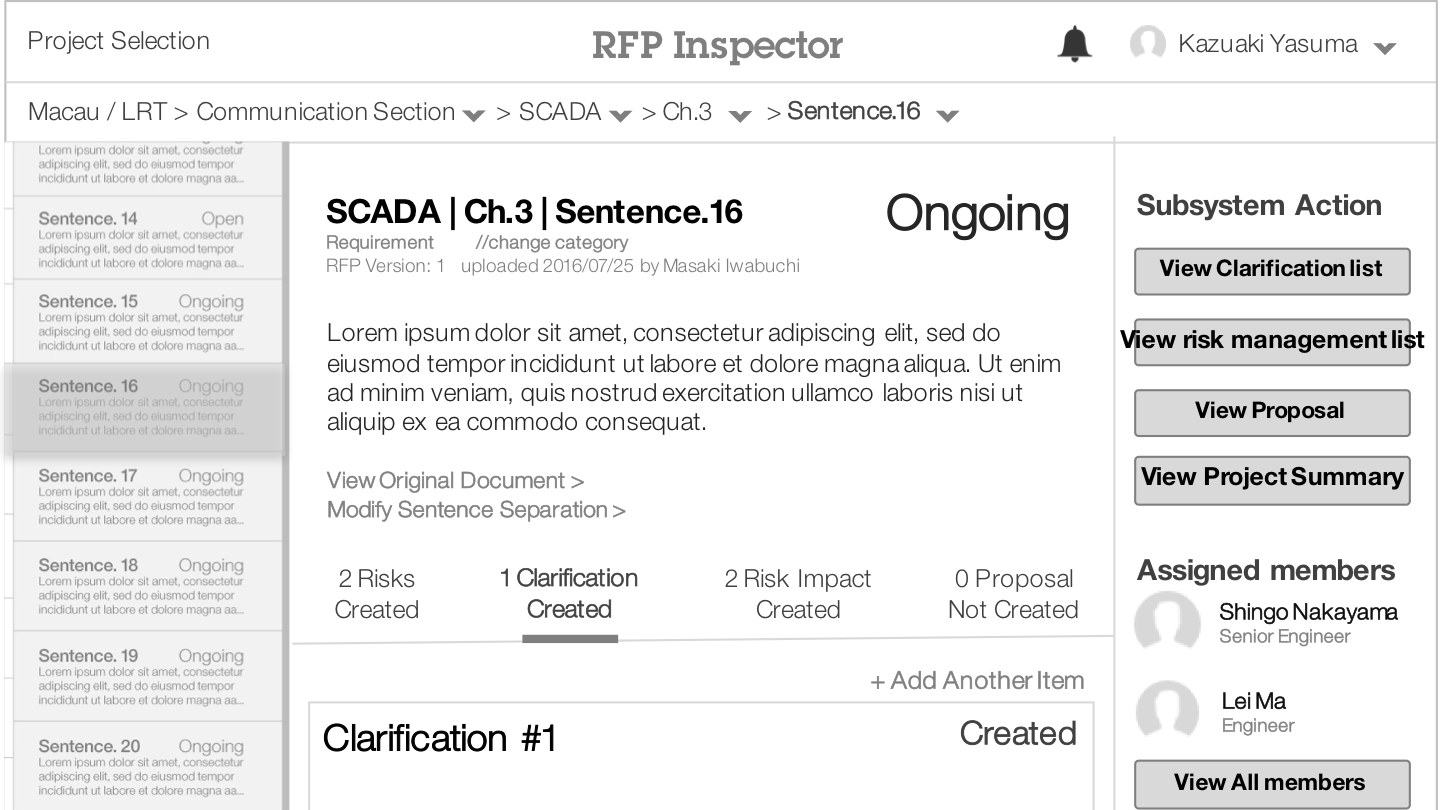 Project Selection
RFP Inspector
Kazuaki Yasuma
Macau / LRT > Communication Section > SCADA > Ch.3 > Sentence.16
Lorem ipsum dolor sit amet, consectetur
adipiscing elit, sed do eiusmod tempor
incididunt ut labore et dolore magna aa...
Sentence. 14 Open
Lorem ipsum dolor sit amet, consectetur
adipiscing elit, sed do eiusmod tempor
incididunt ut labore et dolore magna aa...
Sentence. 15 Ongoing
Lorem ipsum dolor sit amet, consectetur
adipiscing elit, sed do eiusmod tempor
incididunt ut labore et dolore magna aa...
Sentence. 16 Ongoing
Lorem ipsum dolor sit amet, consectetur
adipiscing elit, sed do eiusmod tempor
incididunt ut labore et dolore magna aa...
Sentence. 17 Ongoing
Lorem ipsum dolor sit amet, consectetur
adipiscing elit, sed do eiusmod tempor
incididunt ut labore et dolore magna aa...
Sentence. 18 Ongoing
Lorem ipsum dolor sit amet, consectetur
adipiscing elit, sed do eiusmod tempor
incididunt ut labore et dolore magna aa...
Sentence. 19 Ongoing
Lorem ipsum dolor sit amet, consectetur
adipiscing elit, sed do eiusmod tempor
incididunt ut labore et dolore magna aa...
Sentence. 20 Ongoing
Lorem ipsum dolor sit amet, consectetur
adipiscing elit, sed do eiusmod tempor
incididunt ut labore et dolore magna aa...
SCADA | Ch.3 | Sentence.16
Ongoing
Requirement //change category
RFP Version: 1 uploaded 2016/07/25 by Masaki Iwabuchi
Lorem ipsum dolor sit amet, consectetur adipiscing elit, sed do
eiusmod tempor incididunt ut labore et dolore magna aliqua. Ut enim
ad minim veniam, quis nostrud exercitation ullamco laboris nisi ut
aliquip ex ea commodo consequat.
View Original Document >
Modify Sentence Separation >
2 Risks
Created
1 Clarification
Created
2 Risk Impact
Created
0 Proposal
Not Created
+ Add Another Item
Clarification #1
Created
Subsystem Action
View Clarification list
View risk management list
View Proposal
View Project Summary
Assigned members
Shingo Nakayama
Senior Engineer
Lei Ma
Engineer
View All members